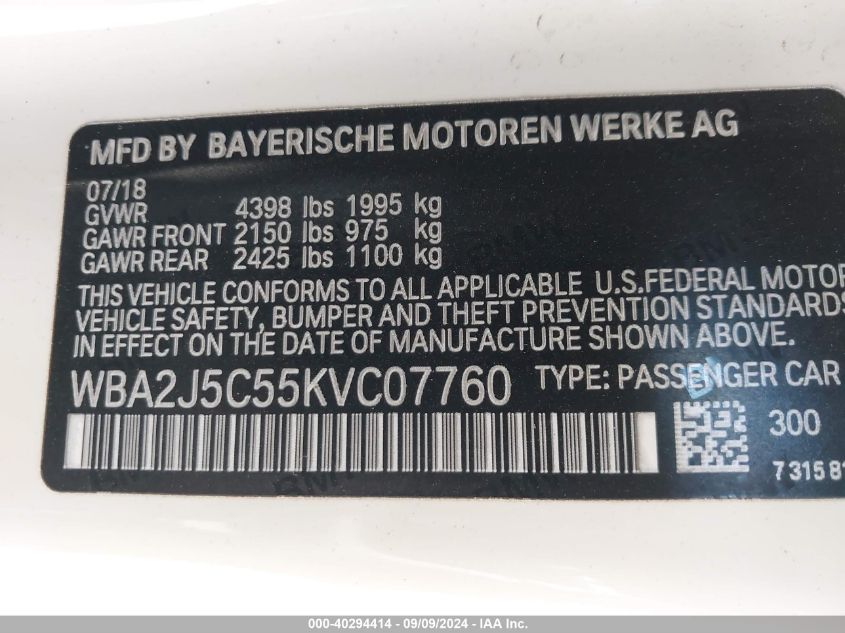 MFD BY BAYERISCHE MOTOREN WERKE AG
07/18
GVWR 4398 lbs 1995 kg
GAWR FRONT 2150 lbs 975 kg
GAWR REAR 2425 lbs 1100 kg
THIS VEHICLE CONFORMS TO ALL APPLICABLE U.S.FEDERAL MOTOR
VEHICLE SAFETY, BUMPER AND THEFT PREVENTION STANDARDS
IN EFFECT ON THE DATE OF MANUFACTURE SHOWN ABOVE.
WBA2J5C55KVC07760 TYPE: PASSENGER CAR
300
7315 81
000-40294414 - 09/09/2024 - IAA Inc.